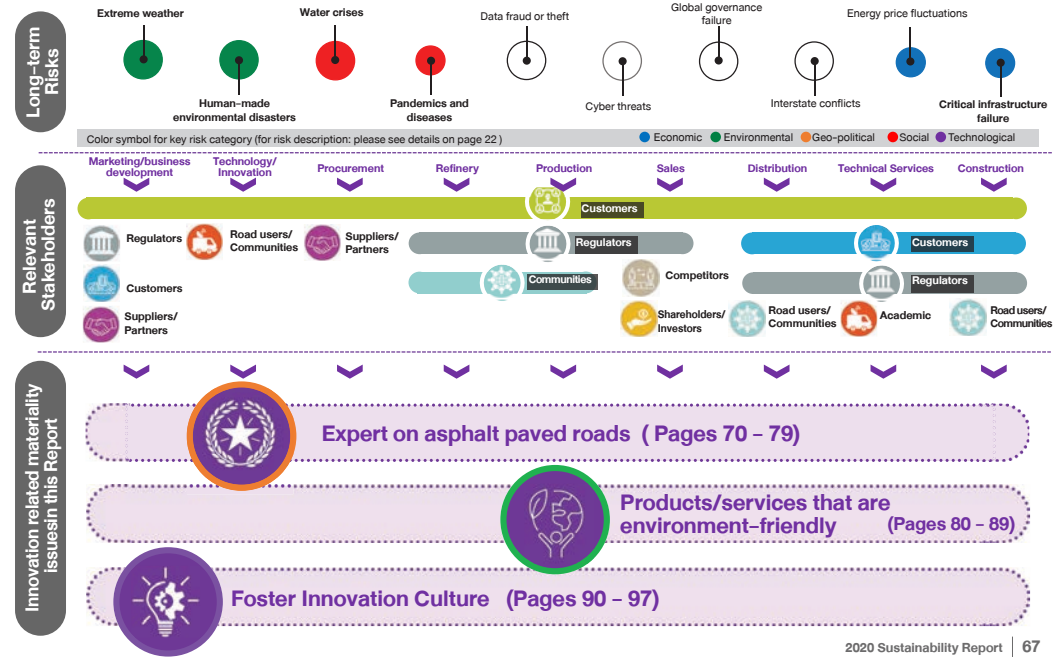 Long-term
Risks
Extreme weather
Water crises
Data fraud or theft
Global governance
failure
Energy price fluctuations
Human-made
environmental disasters
Pandemics and
diseases
Cyber threats
Interstate conflicts
Critical infrastructure
failure
Color symbol for key risk category (for risk description: please see details on page 22 )
Economic
Environmental
Geo-political
Social
Technological
Relevant
Stakeholders
Marketing/business
development
Technology/
Innovation
Procurement
Refinery
Production
Sales
Distribution
Technical Services
Construction
Customers
Regulators
Road users/
Communities
Suppliers/
Partners
Regulators
Customers
Customers
Communities
Competitors
Regulators
Suppliers/
Partners
Shareholders/
Investors
Road users/
Communities
Academic
Road users/
Communities
Innovation related materiality
issuesin this Report
Expert on asphalt paved roads ( Pages 70 - 79)
Products/services that are
environment-friendly (Pages 80 - 89)
Foster Innovation Culture (Pages 90 - 97)
2020 Sustainability Report 67